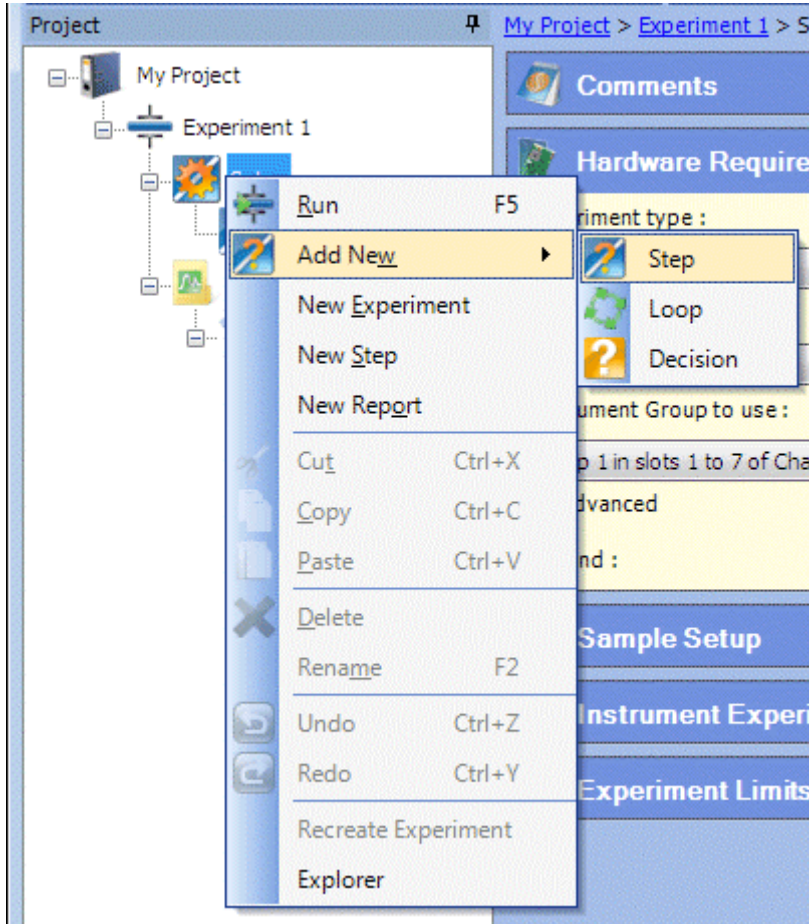 Project
My Project > Experiment 1 > S
My Project
Experiment 1
Comments
Hardware Require
riment type :
Run F5
Add New
New Experiment
New Step
New Report
Cut Ctrl+X
Copy Ctrl+C
Paste Ctrl+V
Delete
Rename F2
Undo Ctrl+Z
Redo Ctrl+Y
Recreate Experiment
Explorer
Step
Loop
Decision
ument Group to use :
p 1 in slots 1 to 7 of Cha
dvanced
nd :
Sample Setup
Instrument Experi
Experiment Limits